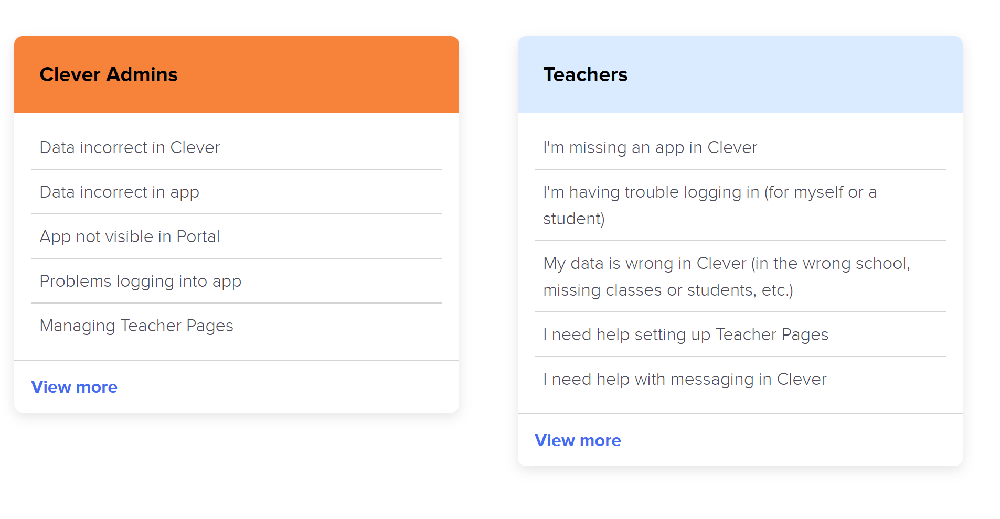 Clever Admins
Data incorrect in Clever
Data incorrect in app
App not visible in Portal
Problems logging into app
Managing Teacher Pages
View more
Teachers
I'm missing an app in Clever
I'm having trouble logging in (for myself or a
student)
My data is wrong in Clever (in the wrong school,
missing classes or students, etc.)
I need help setting up Teacher Pages
I need help with messaging in Clever
View more